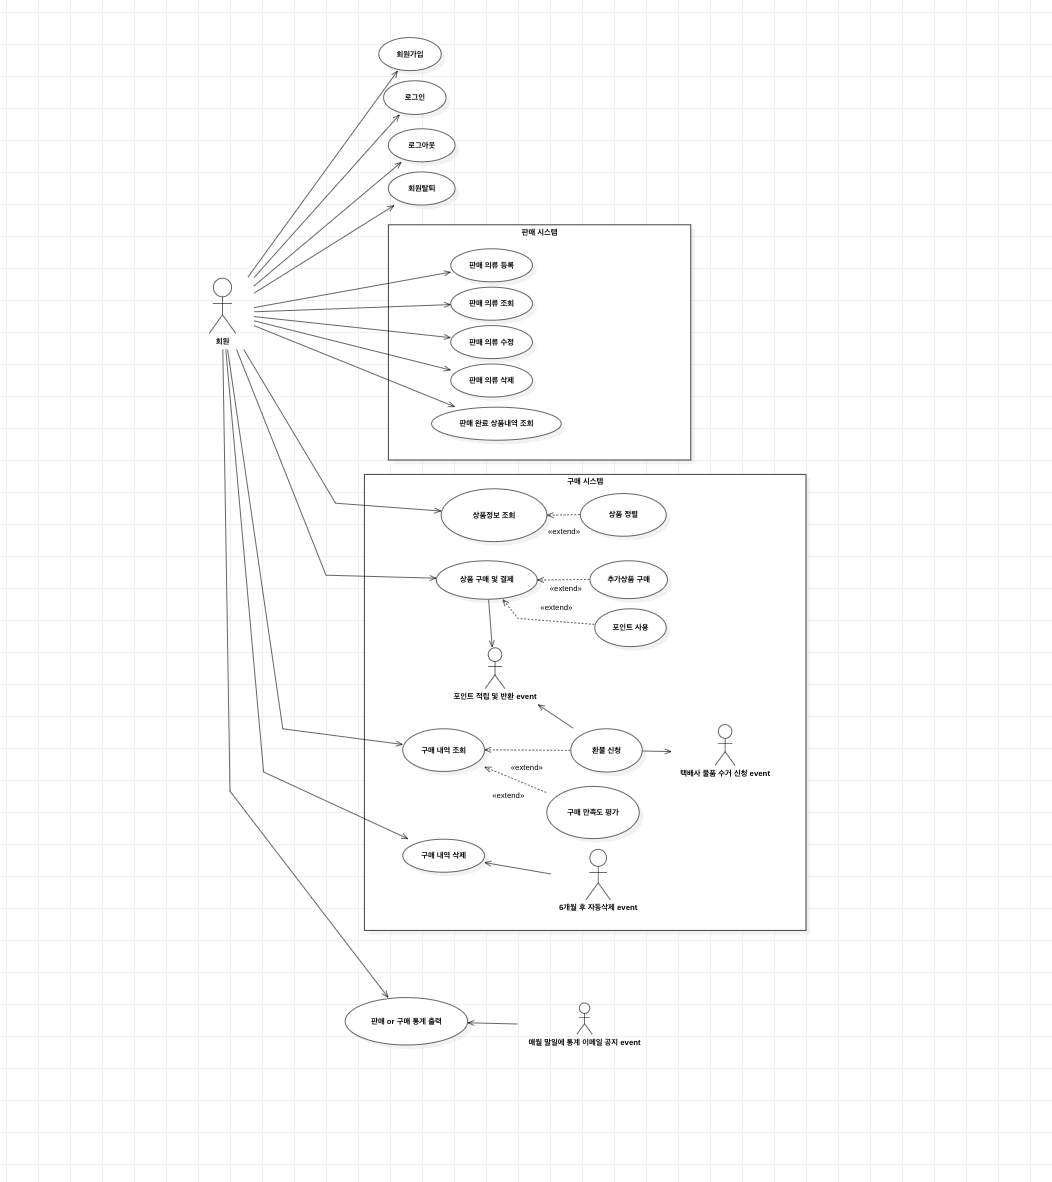 회원가입
로그인
로그아웃
회원탈퇴
판매 시스템
판매 의류 등록
판매 의류 조회
판매 의류 수정
판매 의류 삭제
판매 완료 상품내역 조회
회원
구매 시스템
상품정보 조회
상품 정렬
«extend»
상품 구매 및 결제
추가상품 구매
«extend»
«extend»
포인트 사용
포인트 적립 및 반환 event
구매 내역 조회
환불 신청
«extend»
택배사 물품 수거 신청 event
«extend»
구매 만족도 평가
구매 내역 삭제
6개월 후 자동삭제 event
판매 or 구매 통계 출력
매월 말일에 통계 이메일 공지 event